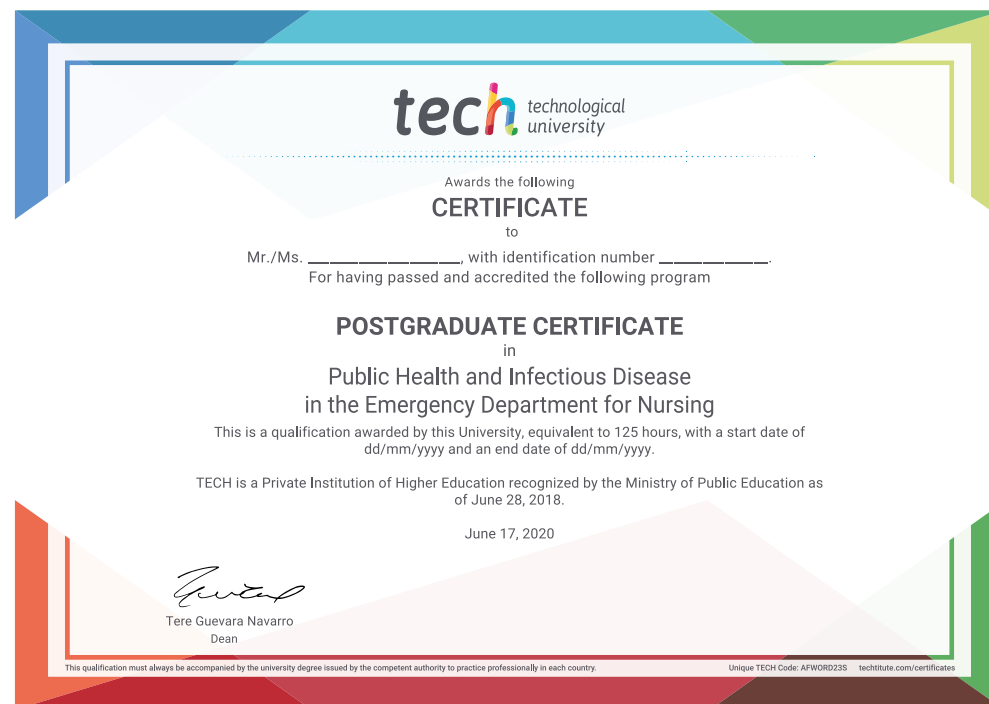 tech technological
university
Awards the following
CERTIFICATE
to
Mr./Ms. ____________________, with identification number ______________.
For having passed and accredited the following program
POSTGRADUATE CERTIFICATE
in
Public Health and Infectious Disease
in the Emergency Department for Nursing
This is a qualification awarded by this University, equivalent to 125 hours, with a start date of
dd/mm/yyyy and an end date of dd/mm/yyyy.
TECH is a Private Institution of Higher Education recognized by the Ministry of Public Education as
of June 28, 2018.
June 17, 2020
Tere Guevara Navarro
Dean
This qualification must always be accompanied by the university degree issued by the competent authority to practice professionally in each country.
Unique TECH Code: AFWORD23S techtitute.com/certificates